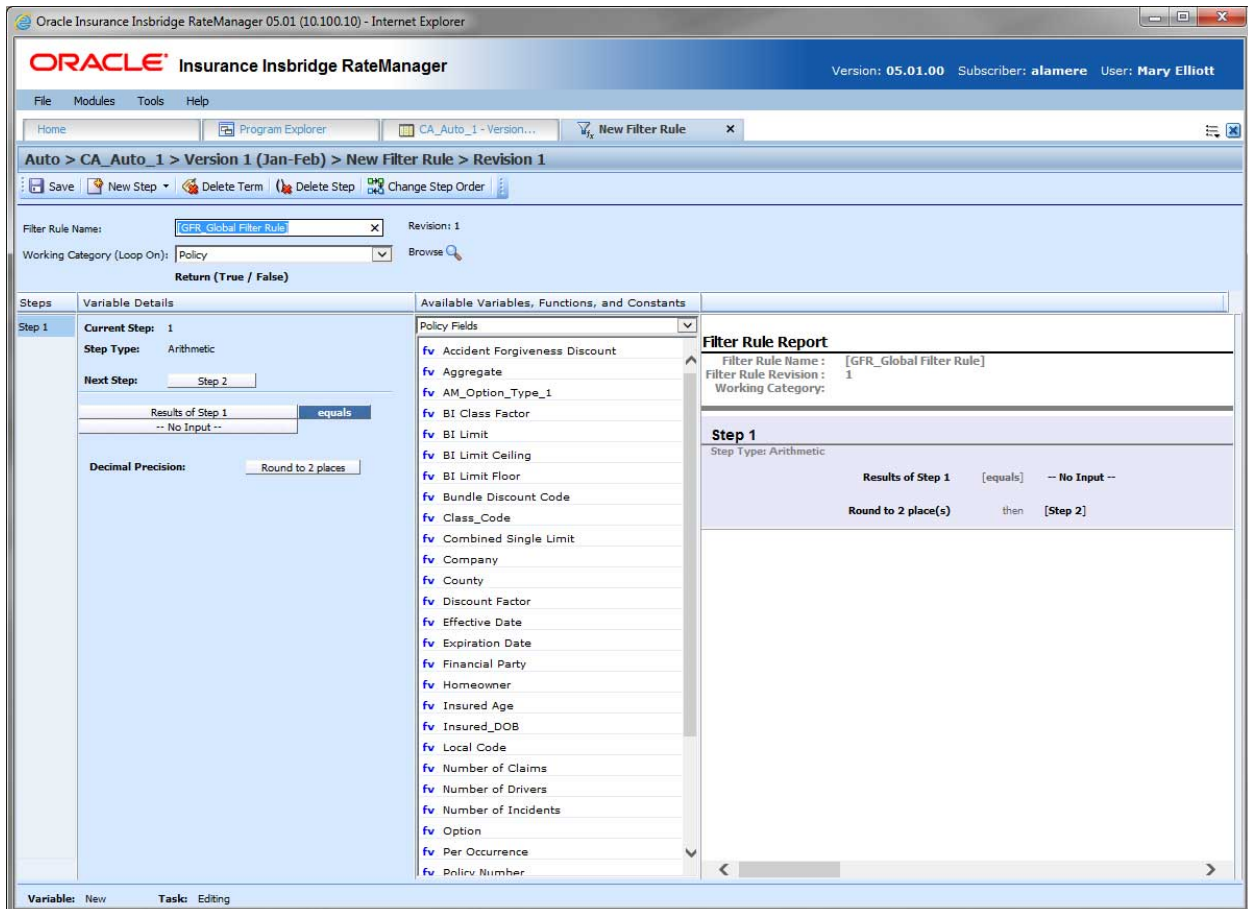 Oracle Insurance Insbridge RateManager 05.01 (10.100.10) - Internet Explorer
ORACLE® Insurance Insbridge RateManager
Version: 05.01.00 Subscriber: alamere User: Mary Elliott
File Modules Tools Help
Home Program Explorer CA_Auto_1 - Version... New Filter Rule x
Auto > CA_Auto_1 > Version 1 (Jan-Feb) > New Filter Rule > Revision 1
Save New Step Delete Term Delete Step Change Step Order
Filter Rule Name: [GFR_Global Filter Rule] x Revision: 1
Working Category (Loop On): Policy Browse
Return (True / False)
Steps Variable Details Available Variables, Functions, and Constants
Step 1
Current Step: 1
Step Type: Arithmetic
Next Step: Step 2
Results of Step 1 equals
-- No Input --
Decimal Precision: Round to 2 places
Policy Fields
fv Accident Forgiveness Discount
fv Aggregate
fv AM_Option_Type_1
fv BI Class Factor
fv BI Limit
fv BI Limit Ceiling
fv BI Limit Floor
fv Bundle Discount Code
fv Class_Code
fv Combined Single Limit
fv Company
fv County
fv Discount Factor
fv Effective Date
fv Expiration Date
fv Financial Party
fv Homeowner
fv Insured Age
fv Insured_DOB
fv Local Code
fv Number of Claims
fv Number of Drivers
fv Number of Incidents
fv Option
fv Per Occurrence
fv Policy Number
Filter Rule Report
Filter Rule Name : [GFR_Global Filter Rule]
Filter Rule Revision : 1
Working Category:
Step 1
Step Type: Arithmetic
Results of Step 1 [equals] -- No Input --
Round to 2 place(s) then [Step 2]
Variable: New Task: Editing